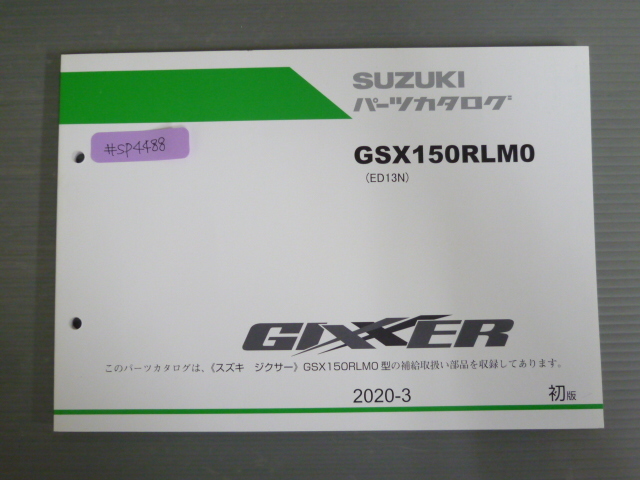 SUZUKI
パーツカタログ
#SP4488
GSX150RLM0
(ED13N)
GIXXER
このパーツカタログは、《スズキ ジクサー》GSX150RLM0型の補給取扱い部品を収録してあります。
2020-3
初版